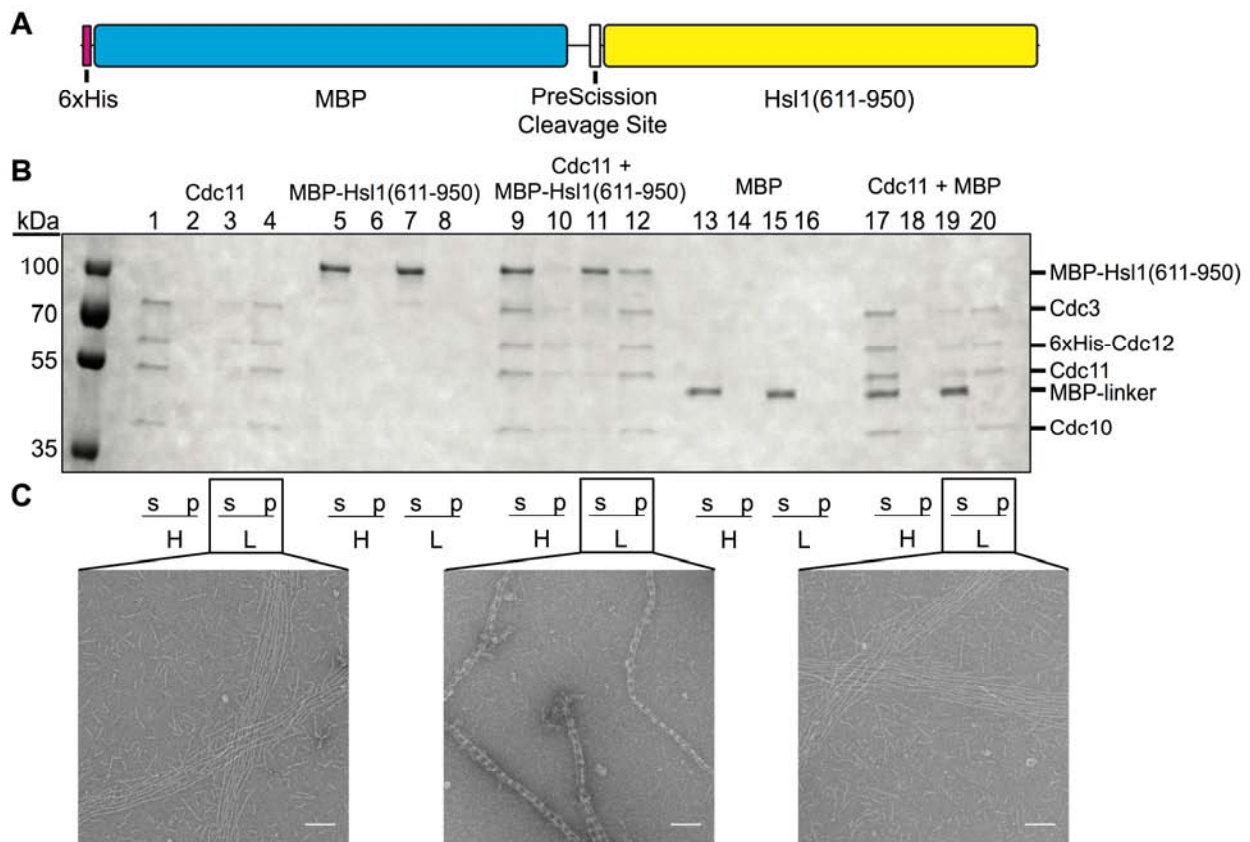 A
6xHis
MBP
PreScission
Cleavage Site
Hsl1(611-950)
B
kDa
Cdc11
MBP-Hsl1(611-950)
Cdc11 +
MBP-Hsl1(611-950)
MBP
Cdc11 + MBP
1 2 3 4 5 6 7 8 9 10 11 12 13 14 15 16 17 18 19 20
100
70
55
35
MBP-Hsl1(611-950)
Cdc3
6xHis-Cdc12
Cdc11
MBP-linker
Cdc10
C
s p s p s p s p s p s p s p s p s p s p
H L H L H L H L H L